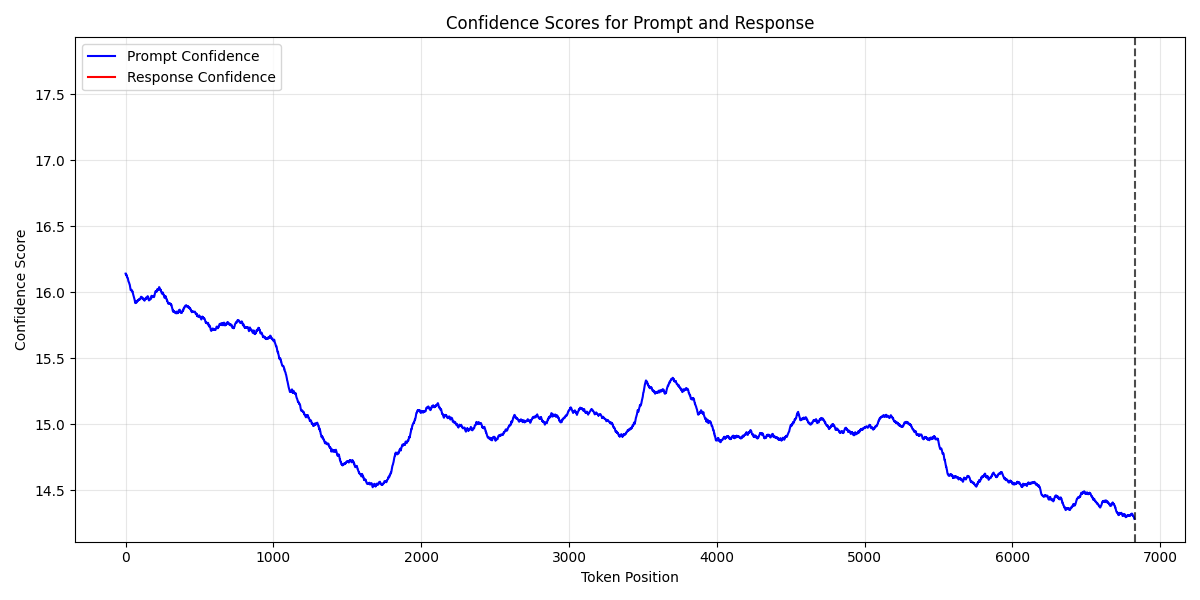 Confidence Scores for Prompt and Response
Prompt Confidence
Response Confidence
Confidence Score
17.5
17.0
16.5
16.0
15.5
15.0
14.5
0 1000 2000 3000 4000 5000 6000 7000
Token Position